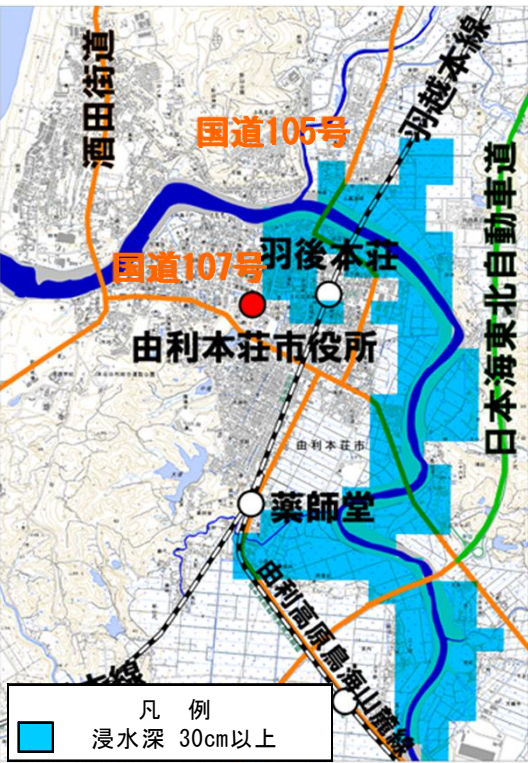 酒田街道
国道105号
羽越本線
日本海東北自動車道
国道107号
羽後本荘
由利本荘市役所
由利本荘市
薬師堂
由利高原鳥海山麓線
本線
凡 例
浸水深 30cm以上